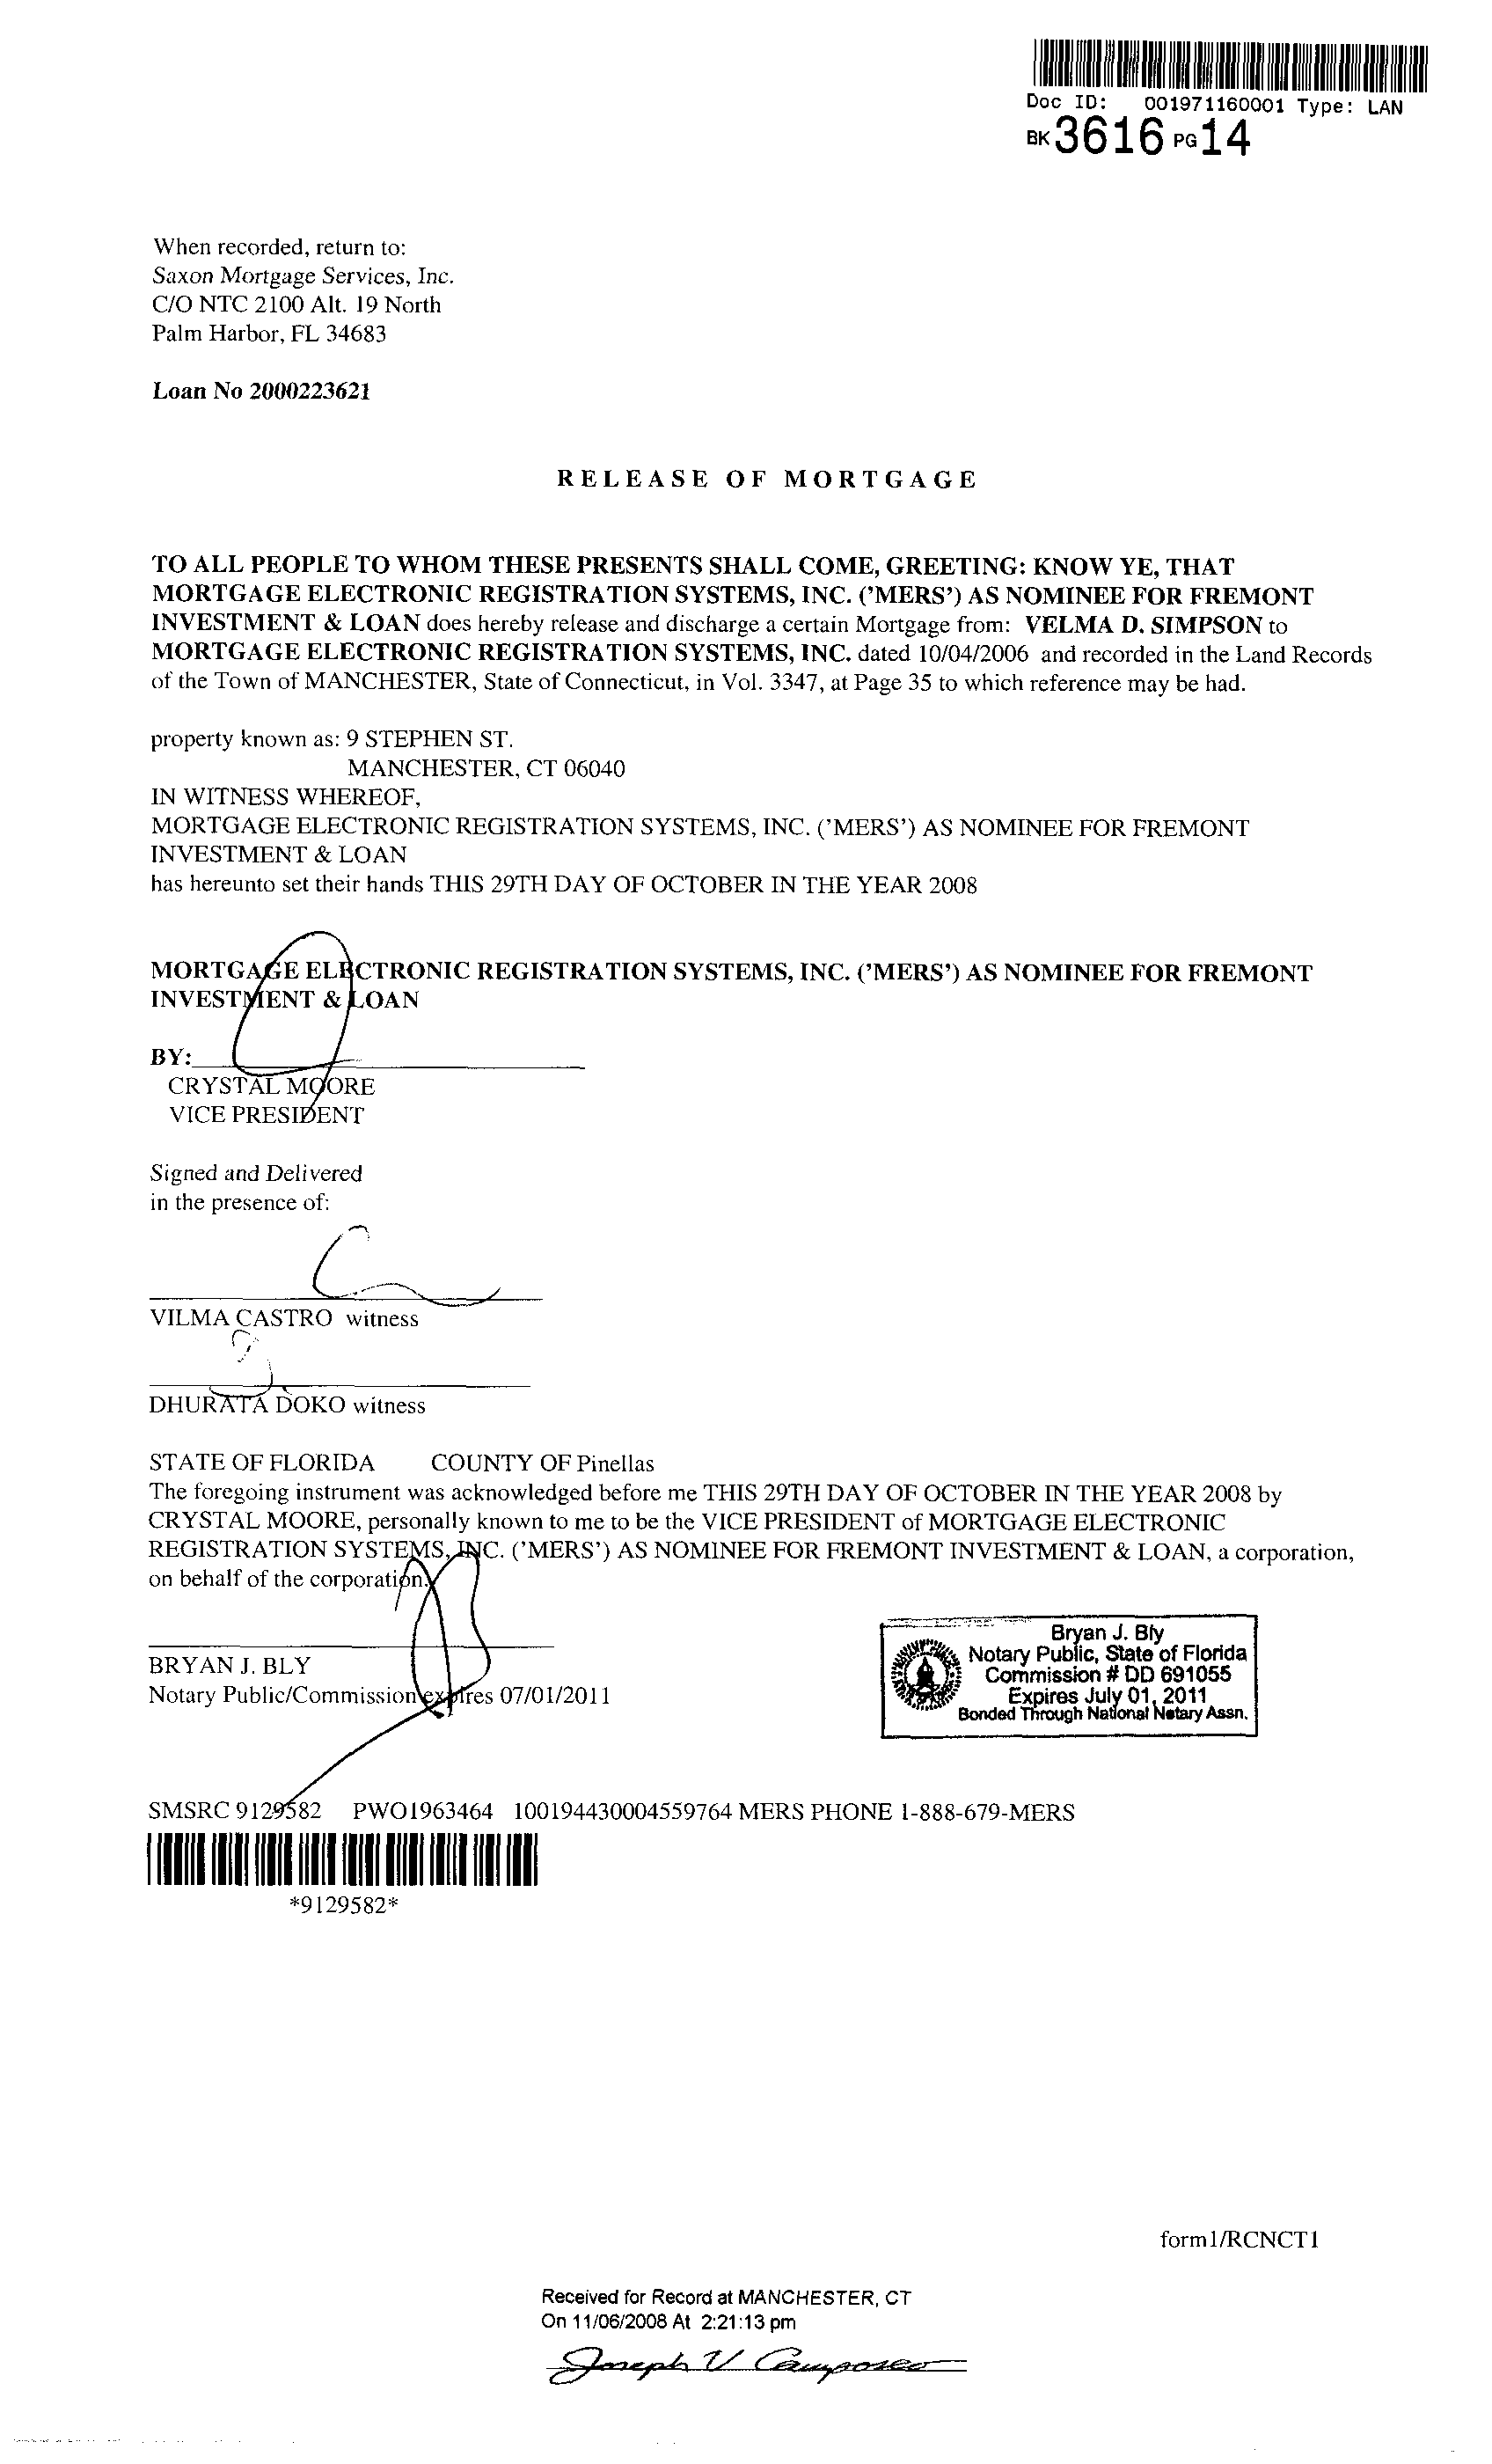 Doc ID: 001971160001 Type: LAN
BK 3616 PG 14
When recorded, return to:
Saxon Mortgage Services, Inc.
C/O NTC 2100 Alt. 19 North
Palm Harbor, FL 34683
Loan No 2000223621
RELEASE OF MORTGAGE
TO ALL PEOPLE TO WHOM THESE PRESENTS SHALL COME, GREETING: KNOW YE, THAT
MORTGAGE ELECTRONIC REGISTRATION SYSTEMS, INC. ('MERS') AS NOMINEE FOR FREMONT
INVESTMENT & LOAN does hereby release and discharge a certain Mortgage from: VELMA D. SIMPSON to
MORTGAGE ELECTRONIC REGISTRATION SYSTEMS, INC. dated 10/04/2006 and recorded in the Land Records
of the Town of MANCHESTER, State of Connecticut, in Vol. 3347, at Page 35 to which reference may be had.
property known as: 9 STEPHEN ST.
MANCHESTER, CT 06040
IN WITNESS WHEREOF,
MORTGAGE ELECTRONIC REGISTRATION SYSTEMS, INC. ('MERS') AS NOMINEE FOR FREMONT
INVESTMENT & LOAN
has hereunto set their hands THIS 29TH DAY OF OCTOBER IN THE YEAR 2008
MORTGAGE ELECTRONIC REGISTRATION SYSTEMS, INC. ('MERS') AS NOMINEE FOR FREMONT
INVESTMENT & LOAN
BY:
CRYSTAL MOORE
VICE PRESIDENT
Signed and Delivered
in the presence of:
VILMA CASTRO witness
DHURATA DOKO witness
STATE OF FLORIDA COUNTY OF Pinellas
The foregoing instrument was acknowledged before me THIS 29TH DAY OF OCTOBER IN THE YEAR 2008 by
CRYSTAL MOORE, personally known to me to be the VICE PRESIDENT of MORTGAGE ELECTRONIC
REGISTRATION SYSTEMS, INC. ('MERS') AS NOMINEE FOR FREMONT INVESTMENT & LOAN, a corporation,
on behalf of the corporation.
BRYAN J. BLY
Notary Public/Commission expires 07/01/2011
Bryan J. Bly
Notary Public, State of Florida
Commission # DD 691055
Expires July 01, 2011
Bonded Through National Notary Assn.
SMSRC 9129582 PWO1963464 100194430004559764 MERS PHONE 1-888-679-MERS
*9129582*
form1/RCNCT1
Received for Record at MANCHESTER, CT
On 11/06/2008 At 2:21:13 pm
Joseph V Camposeo